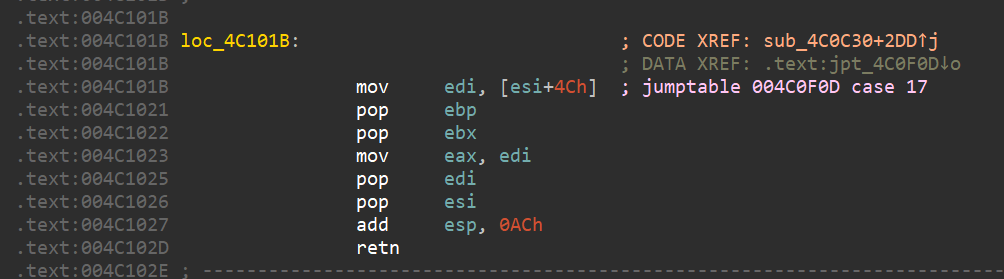 .text:004C101B ;
.text:004C101B
.text:004C101B loc_4C101B: ; CODE XREF: sub_4C0C30+2DD↑j
.text:004C101B ; DATA XREF: .text:jpt_4C0F0D↓o
.text:004C101B mov edi, [esi+4Ch] ; jumptable 004C0F0D case 17
.text:004C1021 pop ebp
.text:004C1022 pop ebx
.text:004C1023 mov eax, edi
.text:004C1025 pop edi
.text:004C1026 pop esi
.text:004C1027 add esp, 0ACh
.text:004C102D retn
.text:004C102E ; ---------------------------------------------------------------------------